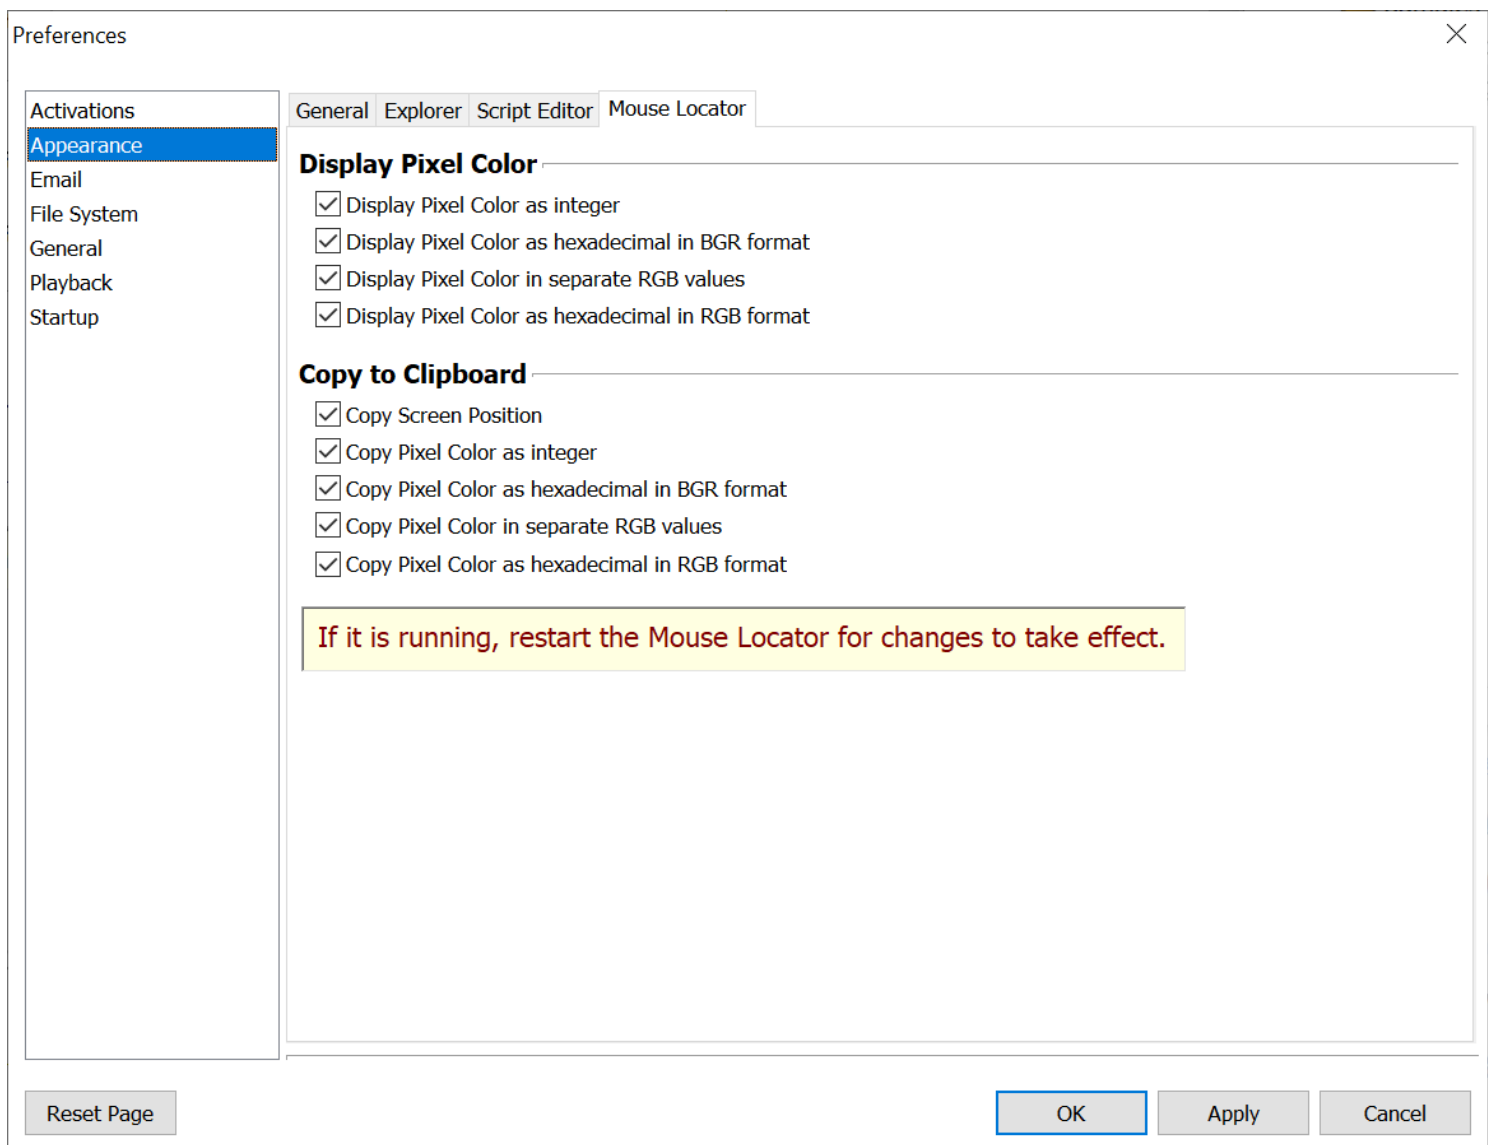 Preferences
Activations
Appearance
Email
File System
General
Playback
Startup
General Explorer Script Editor Mouse Locator
Display Pixel Color
Display Pixel Color as integer
Display Pixel Color as hexadecimal in BGR format
Display Pixel Color in separate RGB values
Display Pixel Color as hexadecimal in RGB format
Copy to Clipboard
Copy Screen Position
Copy Pixel Color as integer
Copy Pixel Color as hexadecimal in BGR format
Copy Pixel Color in separate RGB values
Copy Pixel Color as hexadecimal in RGB format
If it is running, restart the Mouse Locator for changes to take effect.
Reset Page OK Apply Cancel